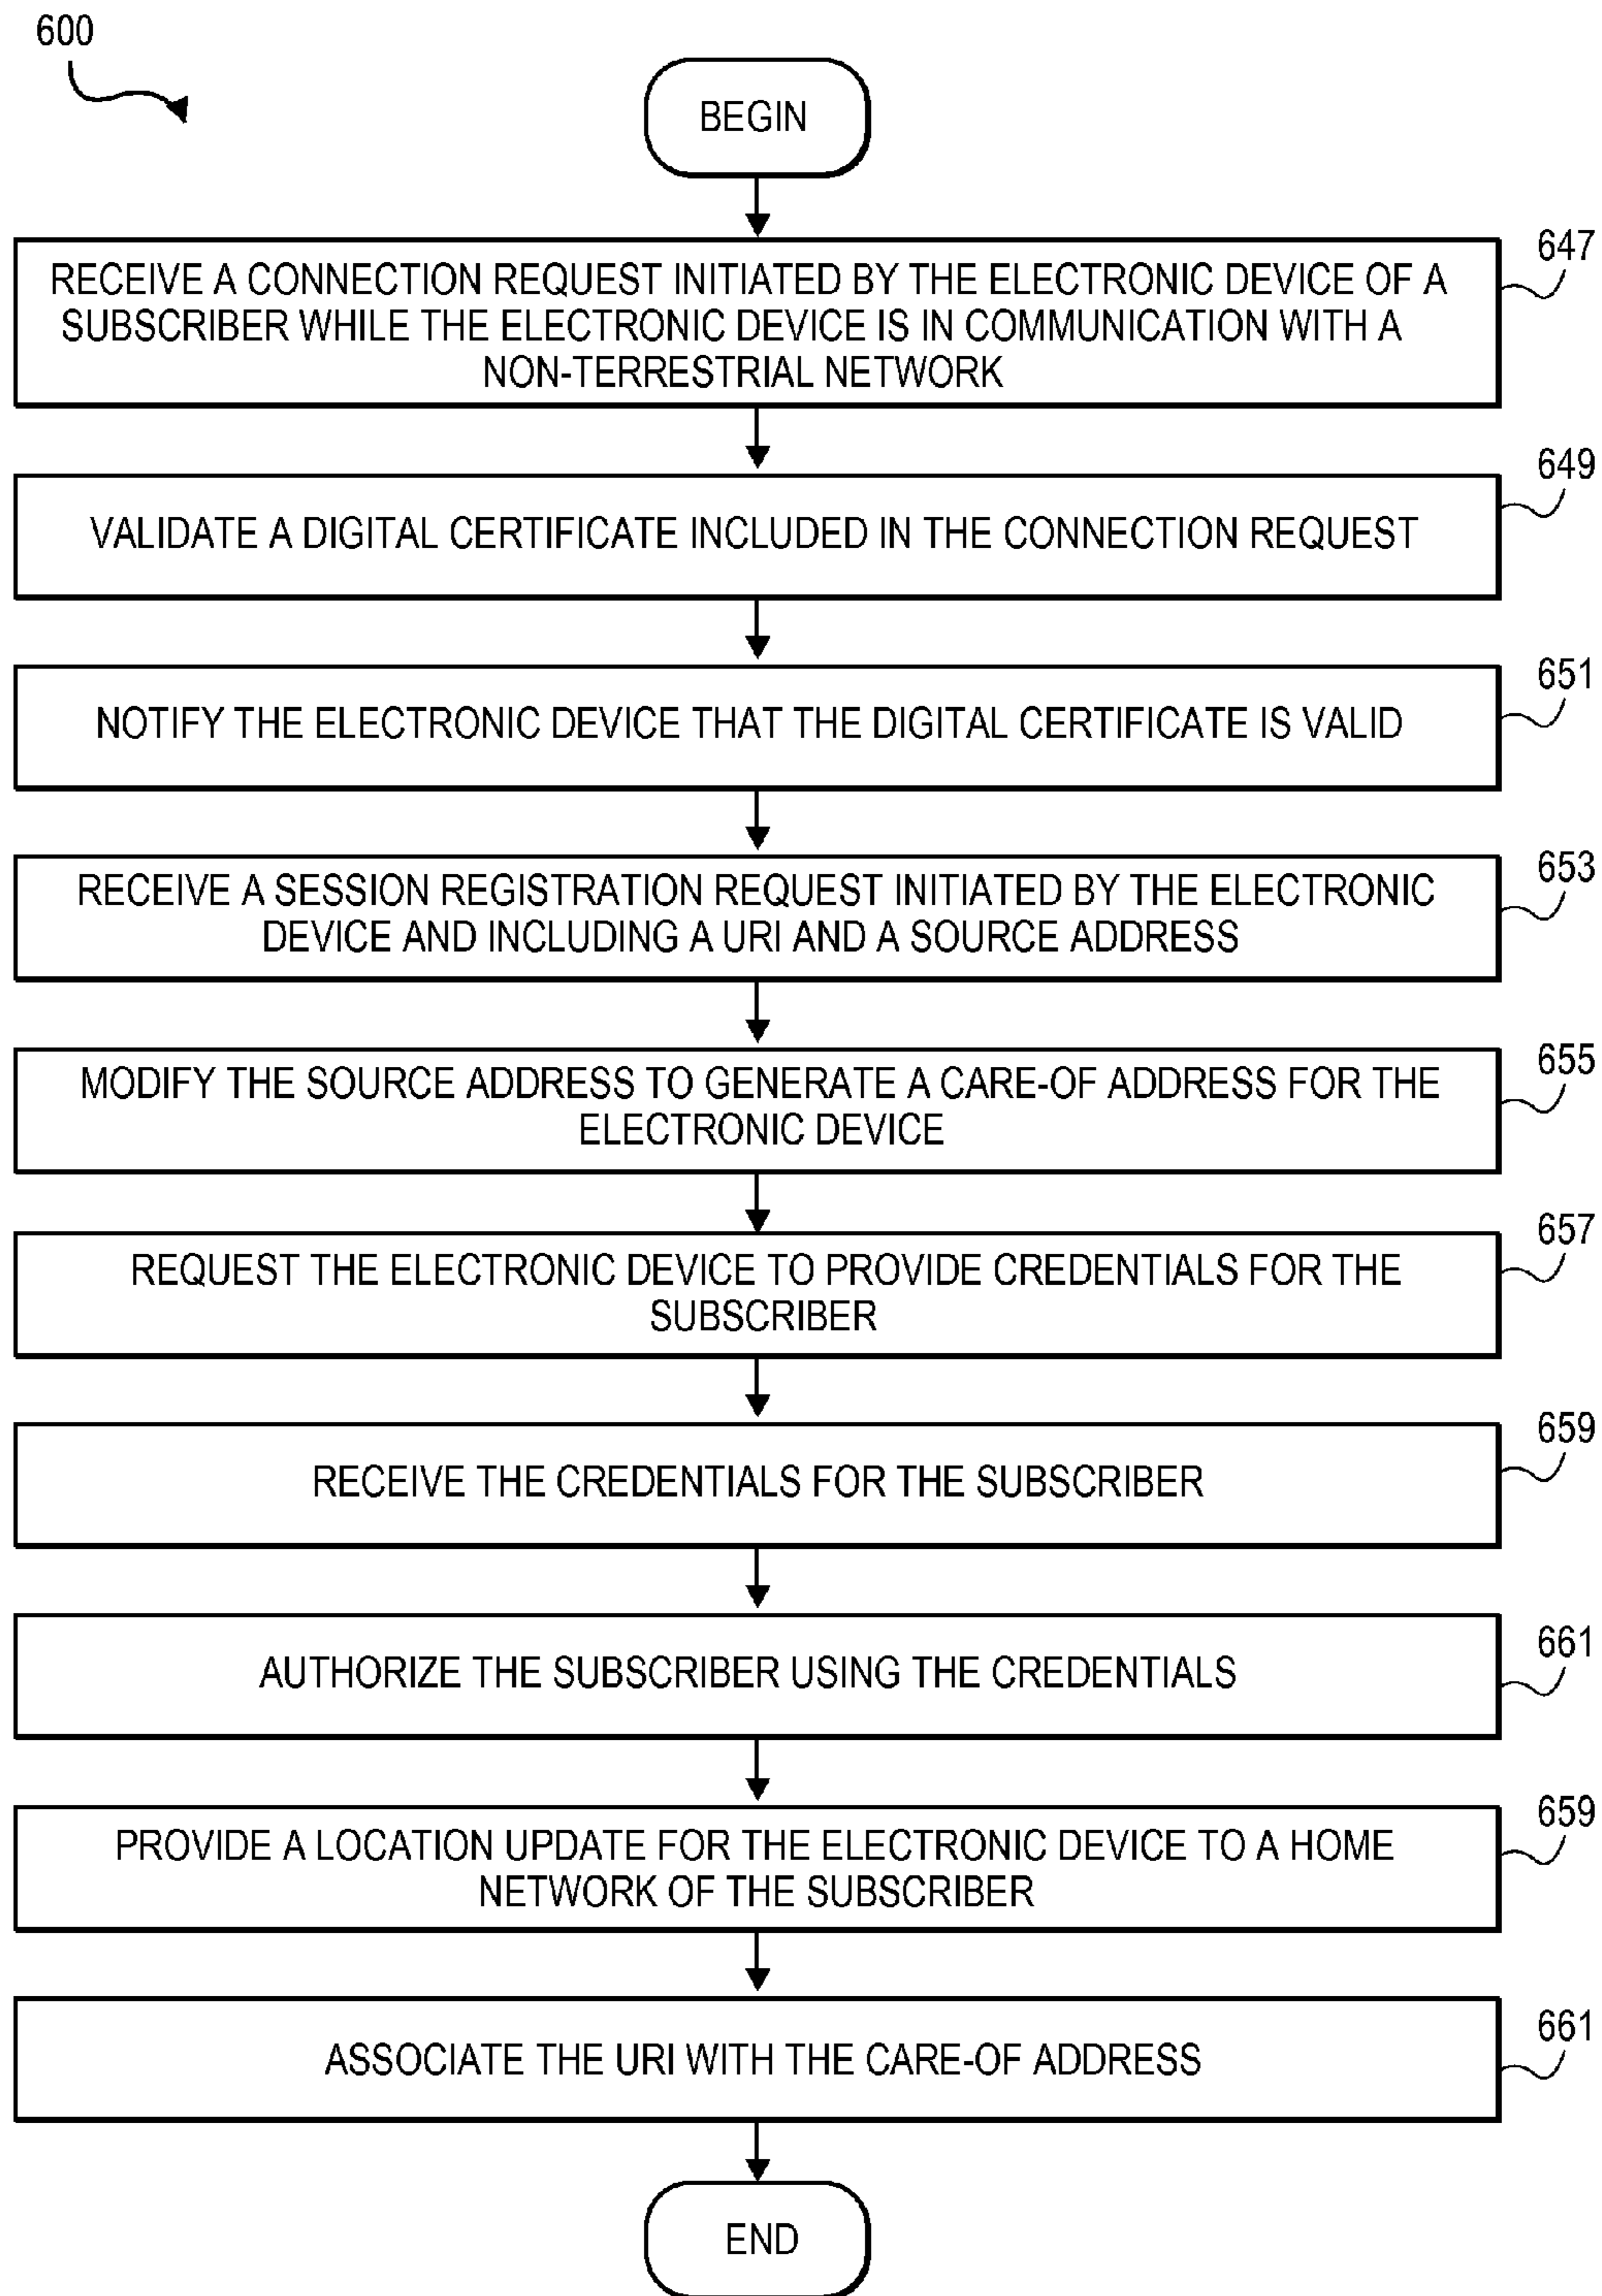 600
BEGIN
RECEIVE A CONNECTION REQUEST INITIATED BY THE ELECTRONIC DEVICE OF A
SUBSCRIBER WHILE THE ELECTRONIC DEVICE IS IN COMMUNICATION WITH A
NON-TERRESTRIAL NETWORK
647
VALIDATE A DIGITAL CERTIFICATE INCLUDED IN THE CONNECTION REQUEST
649
NOTIFY THE ELECTRONIC DEVICE THAT THE DIGITAL CERTIFICATE IS VALID
651
RECEIVE A SESSION REGISTRATION REQUEST INITIATED BY THE ELECTRONIC
DEVICE AND INCLUDING A URI AND A SOURCE ADDRESS
653
MODIFY THE SOURCE ADDRESS TO GENERATE A CARE-OF ADDRESS FOR THE
ELECTRONIC DEVICE
655
REQUEST THE ELECTRONIC DEVICE TO PROVIDE CREDENTIALS FOR THE
SUBSCRIBER
657
RECEIVE THE CREDENTIALS FOR THE SUBSCRIBER
659
AUTHORIZE THE SUBSCRIBER USING THE CREDENTIALS
661
PROVIDE A LOCATION UPDATE FOR THE ELECTRONIC DEVICE TO A HOME
NETWORK OF THE SUBSCRIBER
659
ASSOCIATE THE URI WITH THE CARE-OF ADDRESS
661
END